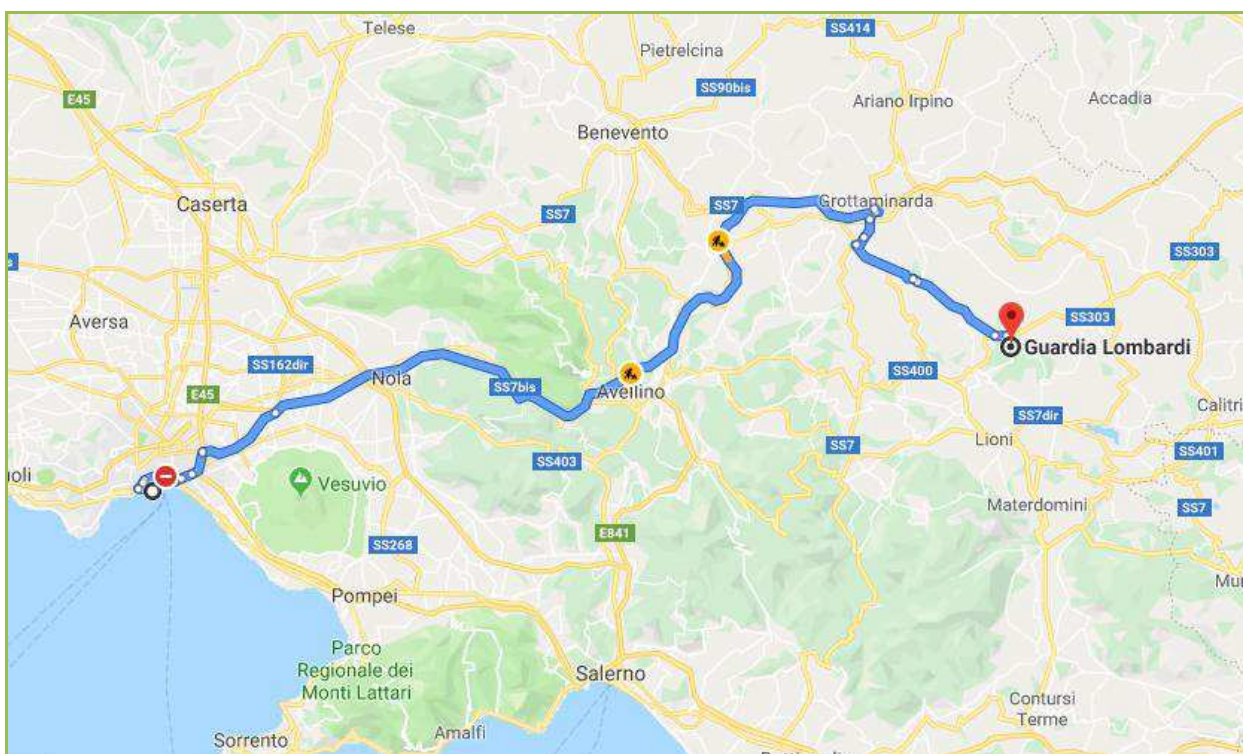 Telese
Pietrelcina
SS414
SS90bis
E45
Ariano Irpino
Accadia
Benevento
Caserta
SS7
SS7
Grottaminarda
SS303
Aversa
SS303
SS162dir
Guardia Lombardi
Nola
SS7bis
SS400
E45
Avellino
Calitri
SS7dir
Lioni
SS403
SS7
SS401
oli
Vesuvio
Materdomini
SS7
E841
SS268
Mu
Pompei
Parco
Regionale dei
Monti Lattari
Salerno
Contursi
Terme
Amalfi
Sorrento